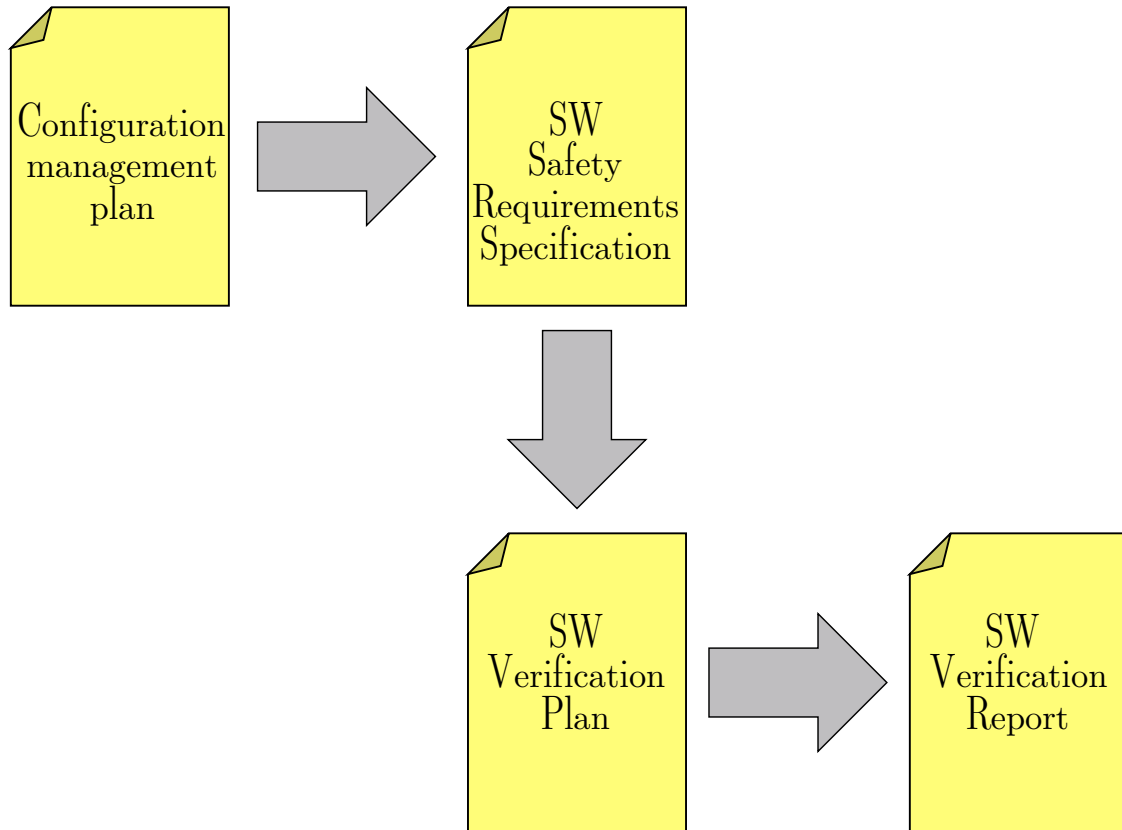 Configuration
management
plan
SW
Safety
Requirements
Specification
SW
Verification
Plan
SW
Verification
Report